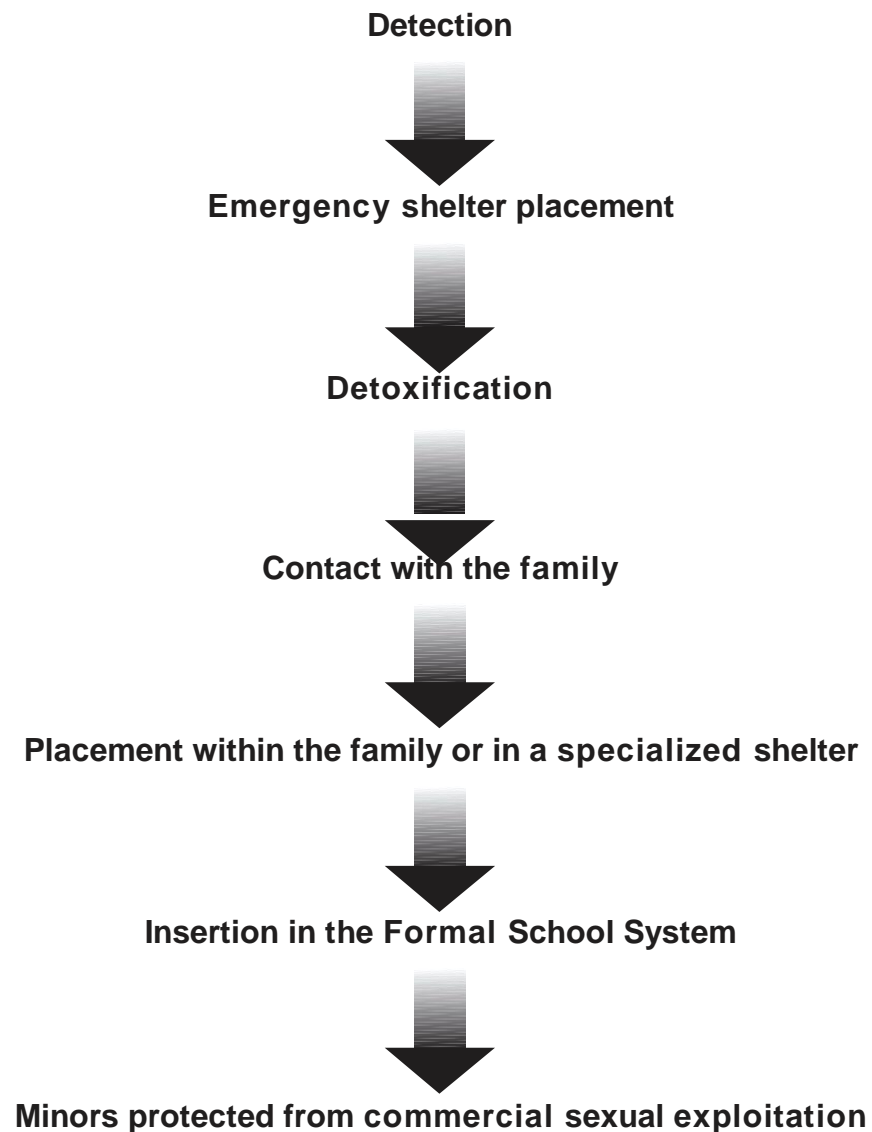 Detection
Emergency shelter placement
Detoxification
Contact with the family
Placement within the family or in a specialized shelter
Insertion in the Formal School System
Minors protected from commercial sexual exploitation